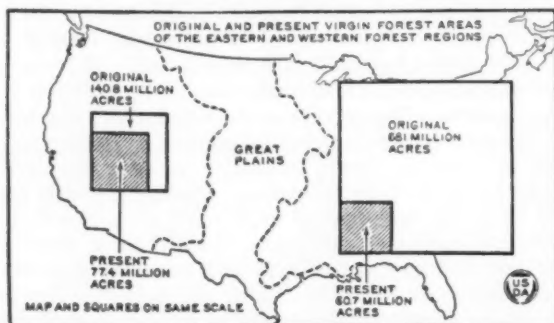 ORIGINAL AND PRESENT VIRGIN FOREST AREAS
OF THE EASTERN AND WESTERN FOREST REGIONS
ORIGINAL
140.8 MILLION
ACRES
GREAT
PLAINS
ORIGINAL
681 MILLION
ACRES
PRESENT
77.4 MILLION
ACRES
PRESENT
60.7 MILLION
ACRES
MAP AND SQUARES ON SAME SCALE
US
DA